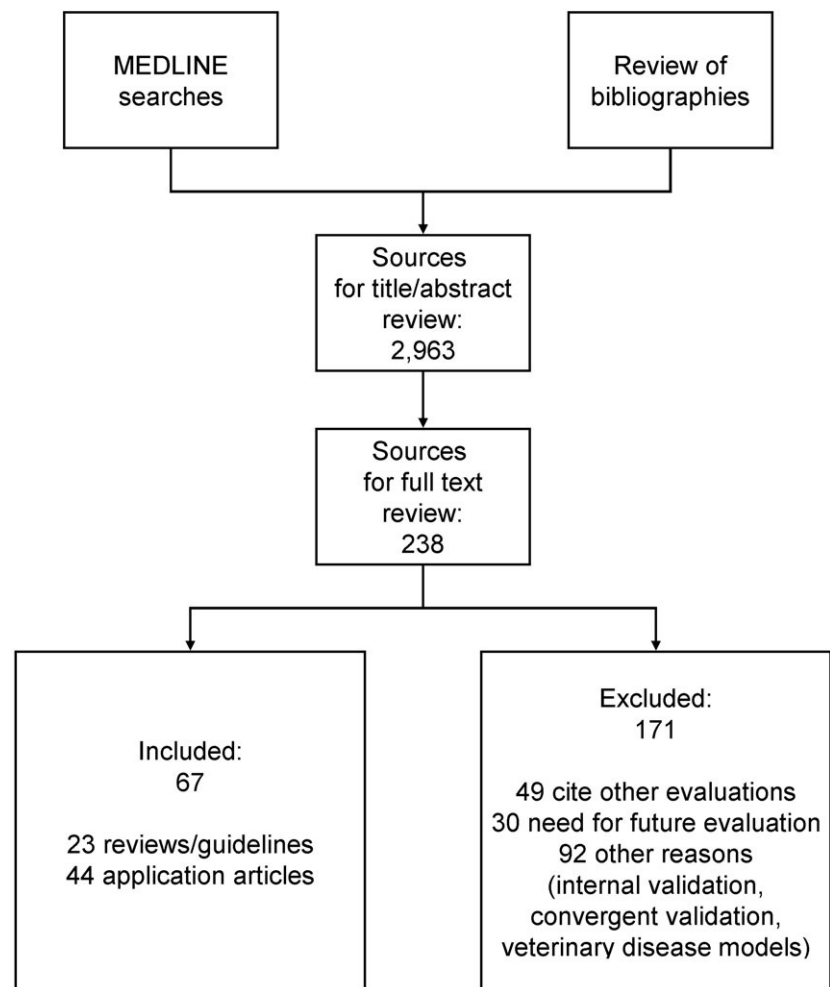 MEDLINE
searches
Review of
bibliographies
Sources
for title/abstract
review:
2,963
Sources
for full text
review:
238
Included:
67
23 reviews/guidelines
44 application articles
Excluded:
171
49 cite other evaluations
30 need for future evaluation
92 other reasons
(internal validation,
convergent validation,
veterinary disease models)